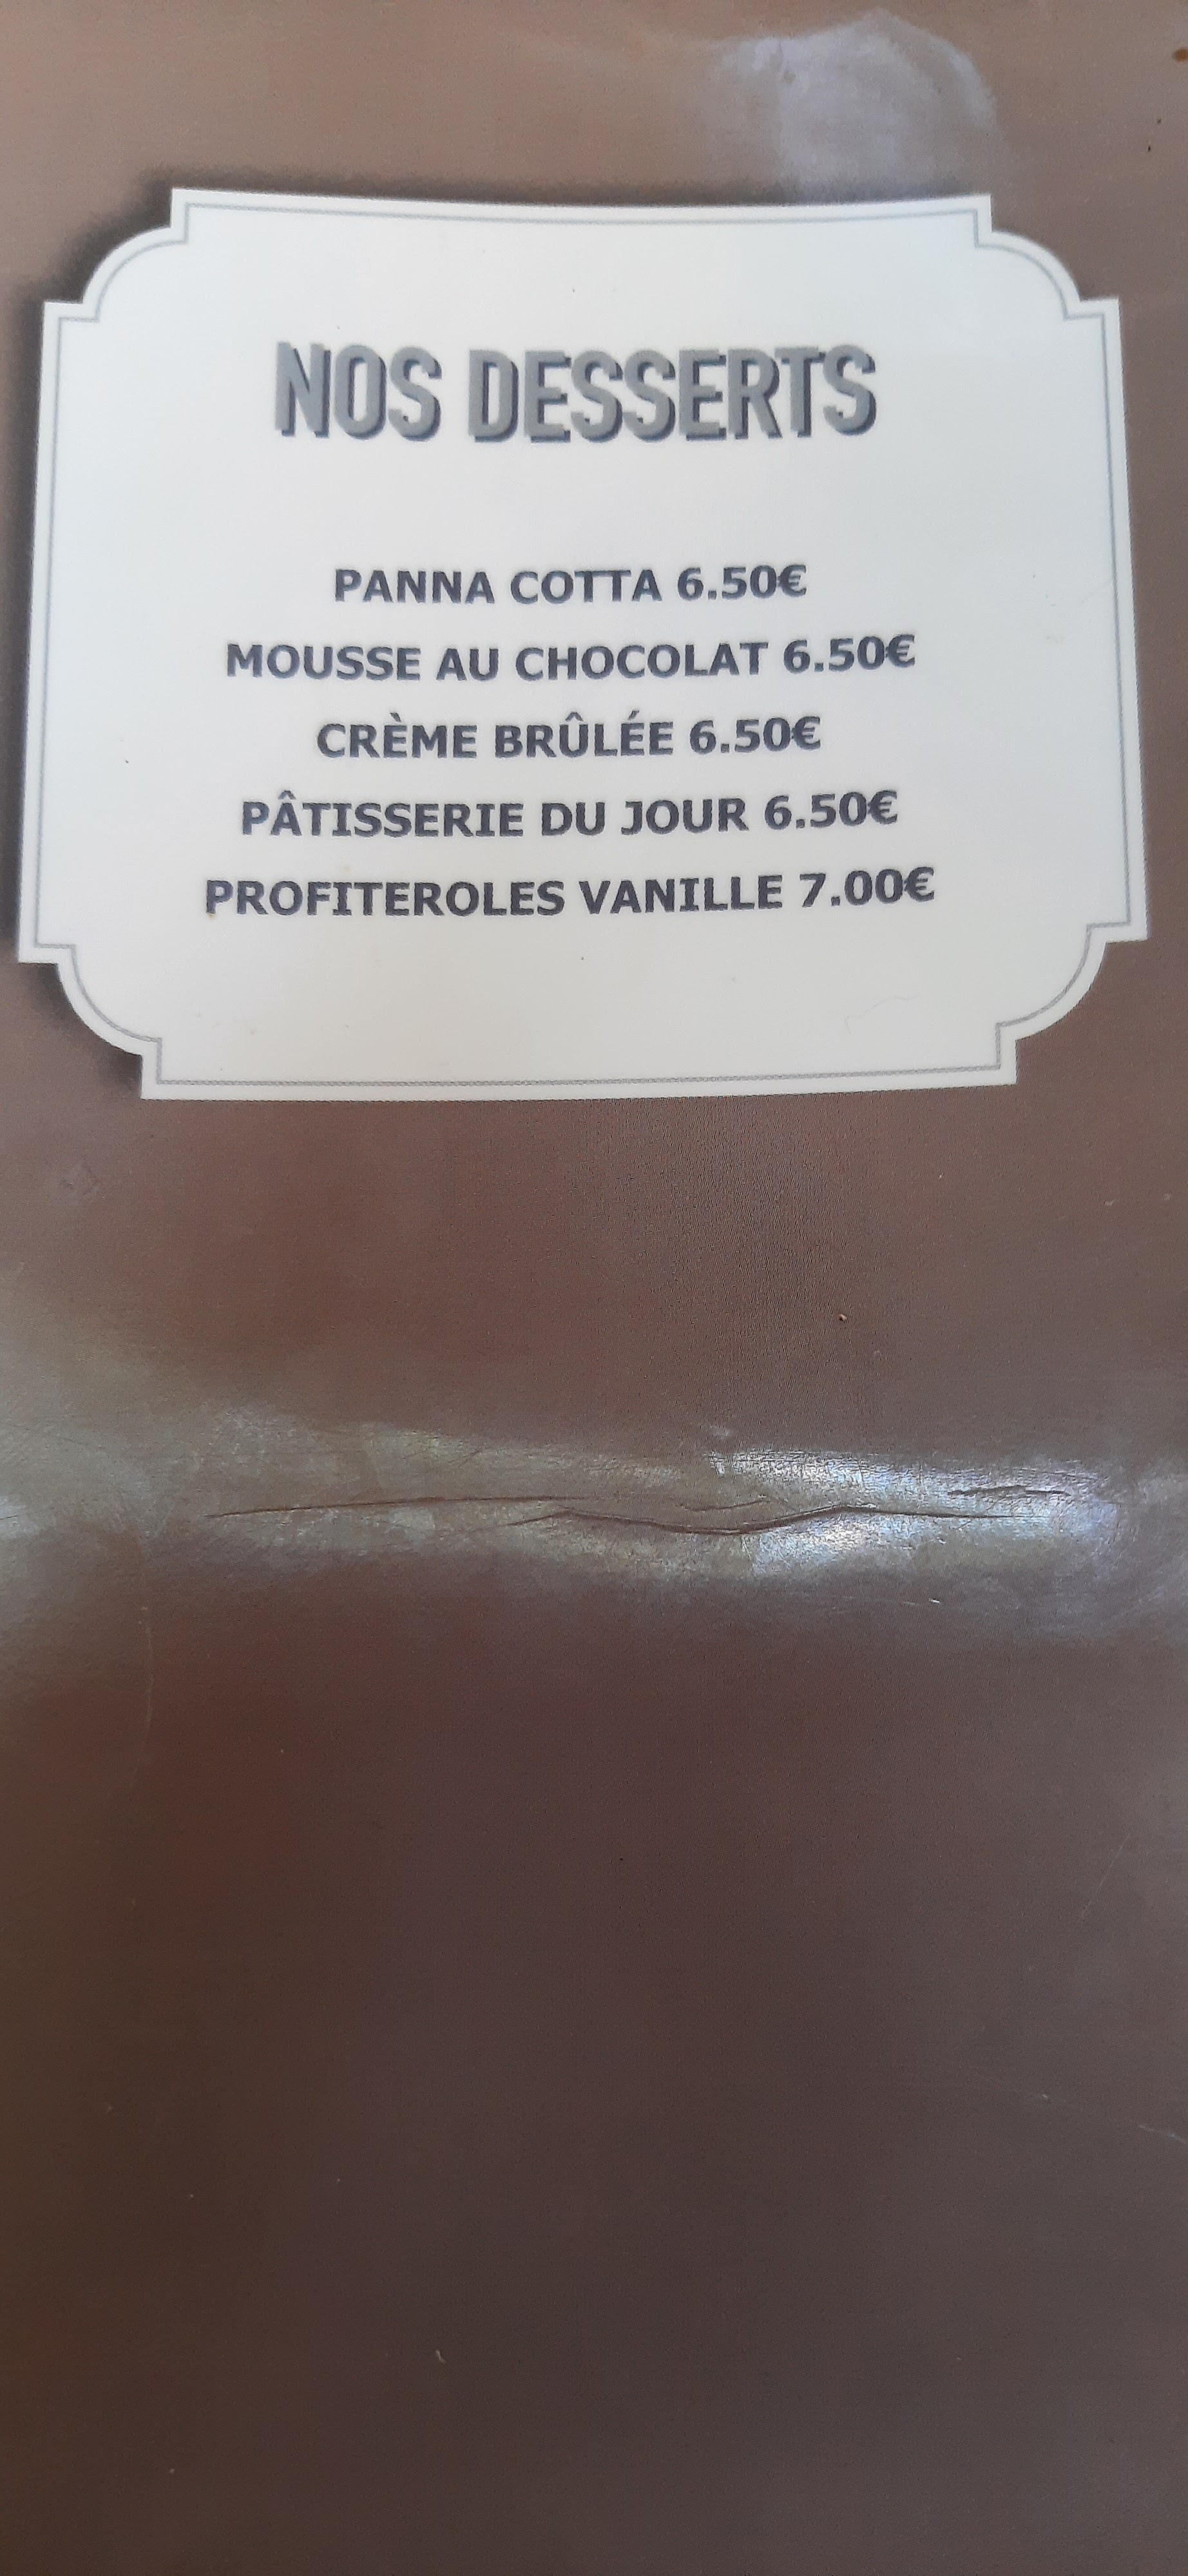 NOS DESSERTS
PANNA COTTA 6.50€
MOUSSE AU CHOCOLAT 6.50€
CRÈME BRÛLÉE 6.50€
PÂTISSERIE DU JOUR 6.50€
PROFITEROLES VANILLE 7.00€